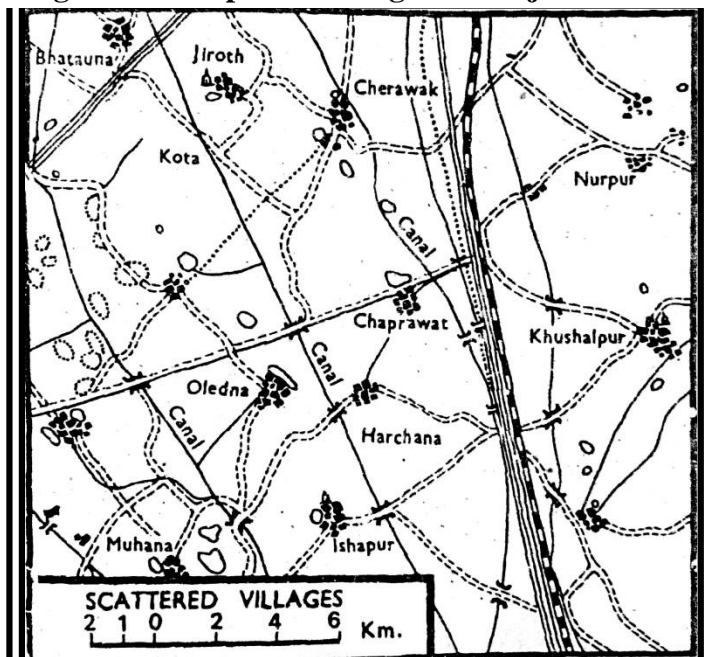 Bhatauna
Jiroth
Cherawak
Kota
Nurpur
Canal
Chaprawat
Khushalpur
Canal
Oledna
Canal
Harchana
Muhana
Ishapur
SCATTERED VILLAGES
2 1 0 2 4 6 Km.